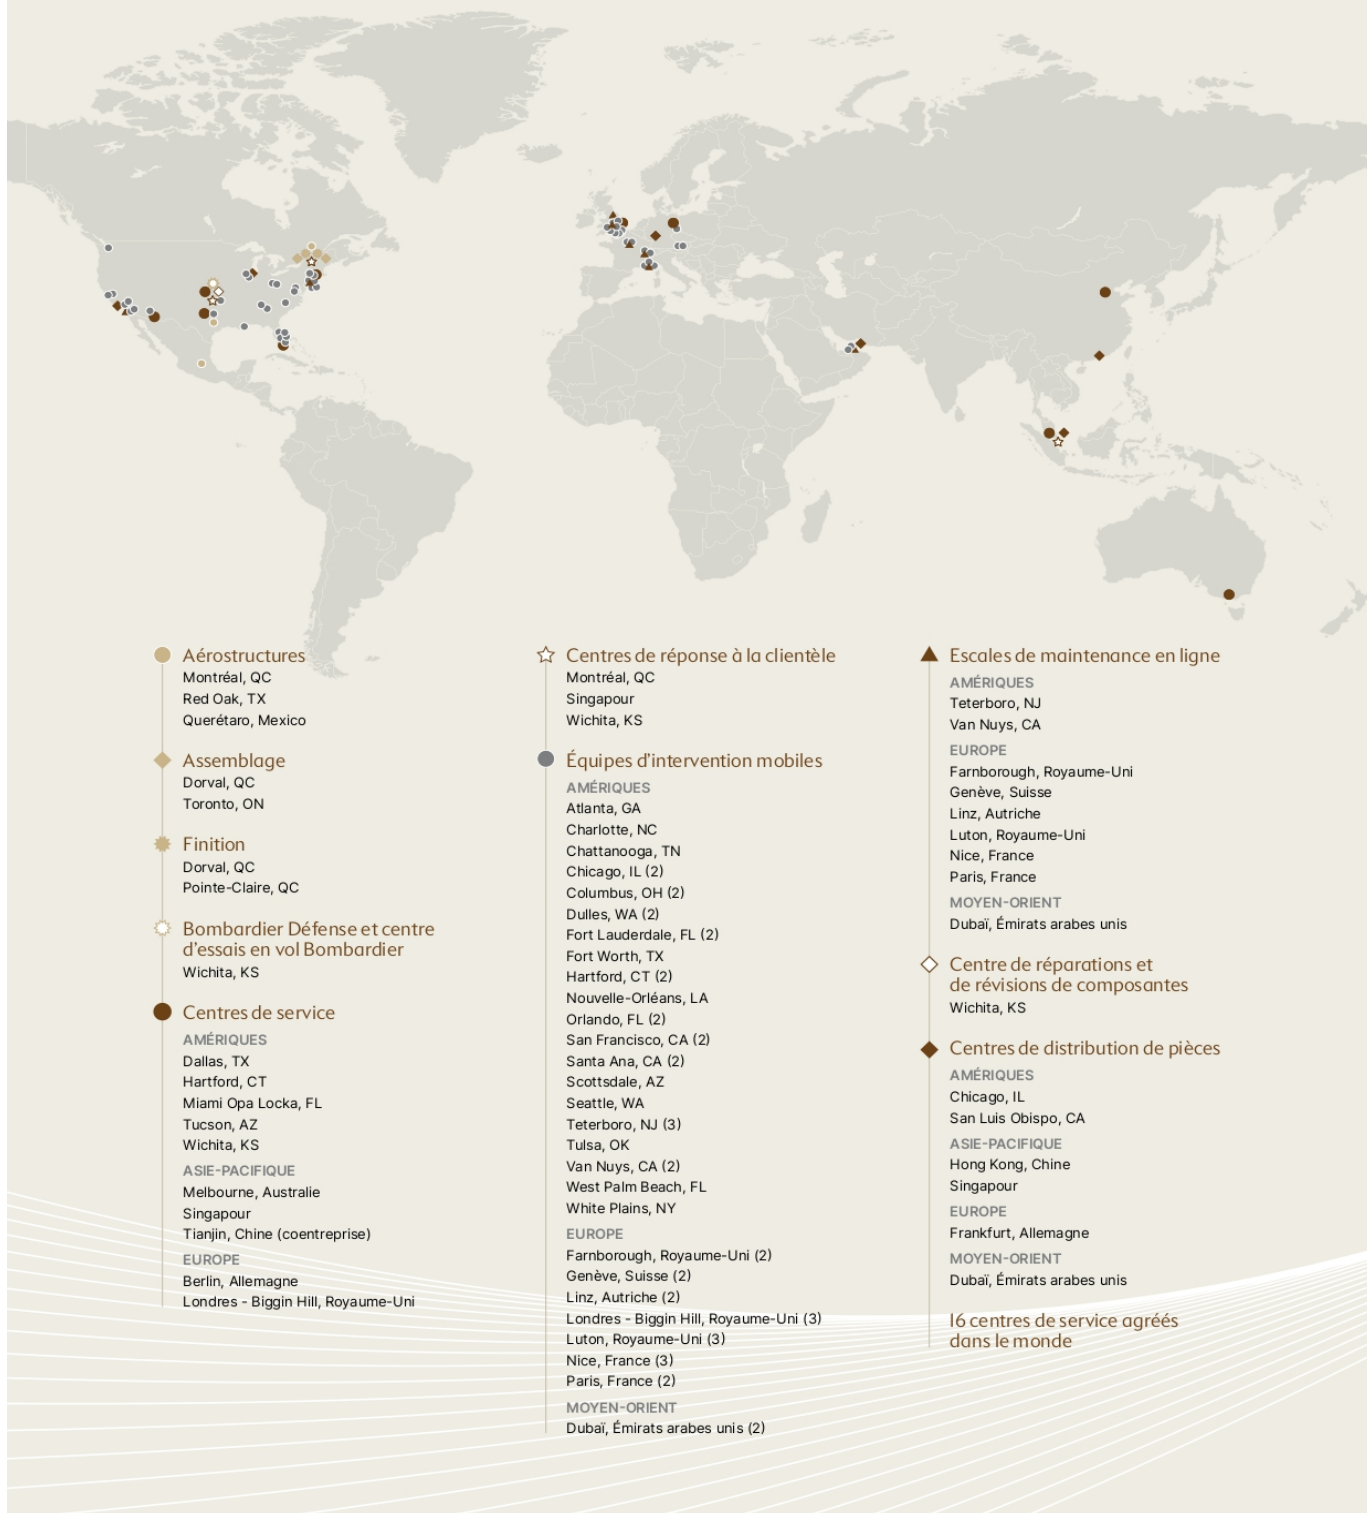 Aérostructures
Montréal, QC
Red Oak, TX
Querétaro, Mexico
Assemblage
Dorval, QC
Toronto, ON
Finition
Dorval, QC
Pointe-Claire, QC
Bombardier Défense et centre
d'essais en vol Bombardier
Wichita, KS
Centres de service
AMÉRIQUES
Dallas, TX
Hartford, CT
Miami Opa Locka, FL
Tucson, AZ
Wichita, KS
ASIE-PACIFIQUE
Melbourne, Australie
Singapour
Tianjin, Chine (coentreprise)
EUROPE
Berlin, Allemagne
Londres - Biggin Hill, Royaume-Uni
Centres de réponse à la clientèle
Montréal, QC
Singapour
Wichita, KS
Équipes d'intervention mobiles
AMÉRIQUES
Atlanta, GA
Charlotte, NC
Chattanooga, TN
Chicago, IL (2)
Columbus, OH (2)
Dulles, WA (2)
Fort Lauderdale, FL (2)
Fort Worth, TX
Hartford, CT (2)
Nouvelle-Orléans, LA
Orlando, FL (2)
San Francisco, CA (2)
Santa Ana, CA (2)
Scottsdale, AZ
Seattle, WA
Teterboro, NJ (3)
Tulsa, OK
Van Nuys, CA (2)
West Palm Beach, FL
White Plains, NY
EUROPE
Farnborough, Royaume-Uni (2)
Genève, Suisse (2)
Linz, Autriche (2)
Londres - Biggin Hill, Royaume-Uni (3)
Luton, Royaume-Uni (3)
Nice, France (3)
Paris, France (2)
MOYEN-ORIENT
Dubaï, Émirats arabes unis (2)
Escales de maintenance en ligne
AMÉRIQUES
Teterboro, NJ
Van Nuys, CA
EUROPE
Farnborough, Royaume-Uni
Genève, Suisse
Linz, Autriche
Luton, Royaume-Uni
Nice, France
Paris, France
MOYEN-ORIENT
Dubaï, Émirats arabes unis
Centre de réparations et
de révisions de composantes
Wichita, KS
Centres de distribution de pièces
AMÉRIQUES
Chicago, IL
San Luis Obispo, CA
ASIE-PACIFIQUE
Hong Kong, Chine
Singapour
EUROPE
Frankfurt, Allemagne
MOYEN-ORIENT
Dubaï, Émirats arabes unis
16 centres de service agréés
dans le monde